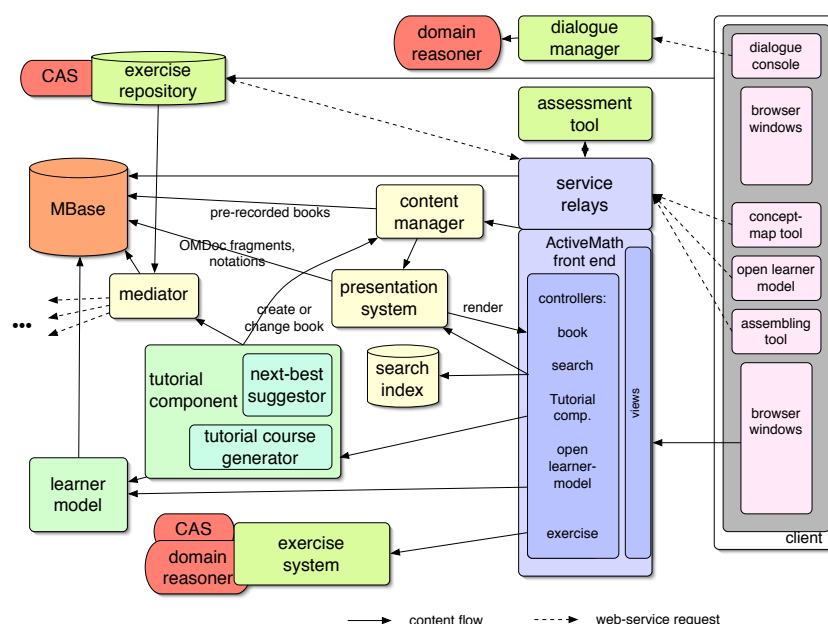 domain
reasoner
dialogue
manager
dialogue
console
CAS
exercise
repository
assessment
tool
browser
windows
MBase
service
relays
content
manager
pre-recorded books
concept-
map tool
OMDoc fragments,
notations
ActiveMath
front end
open learner
model
mediator
presentation
system
controllers:
render
create or
change book
assembling
tool
•••
book
search
index
search
tutorial
component
next-best
suggestor
Tutorial
comp.
views
browser
windows
tutorial course
generator
open
learner-
model
learner
model
CAS
domain
reasoner
exercise
system
exercise
client
content flow
web-service request